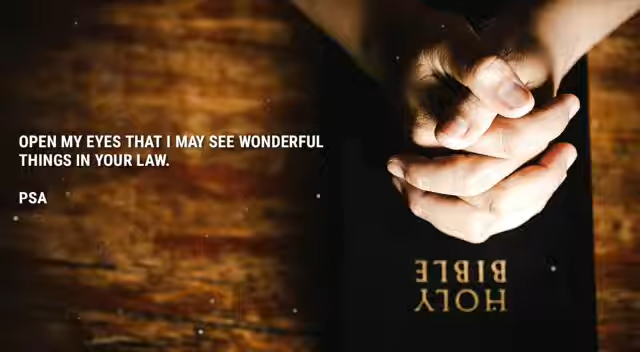 OPEN MY EYES THAT I MAY SEE WONDERFUL
THINGS IN YOUR LAW.
PSA
HOLY
BIBLE